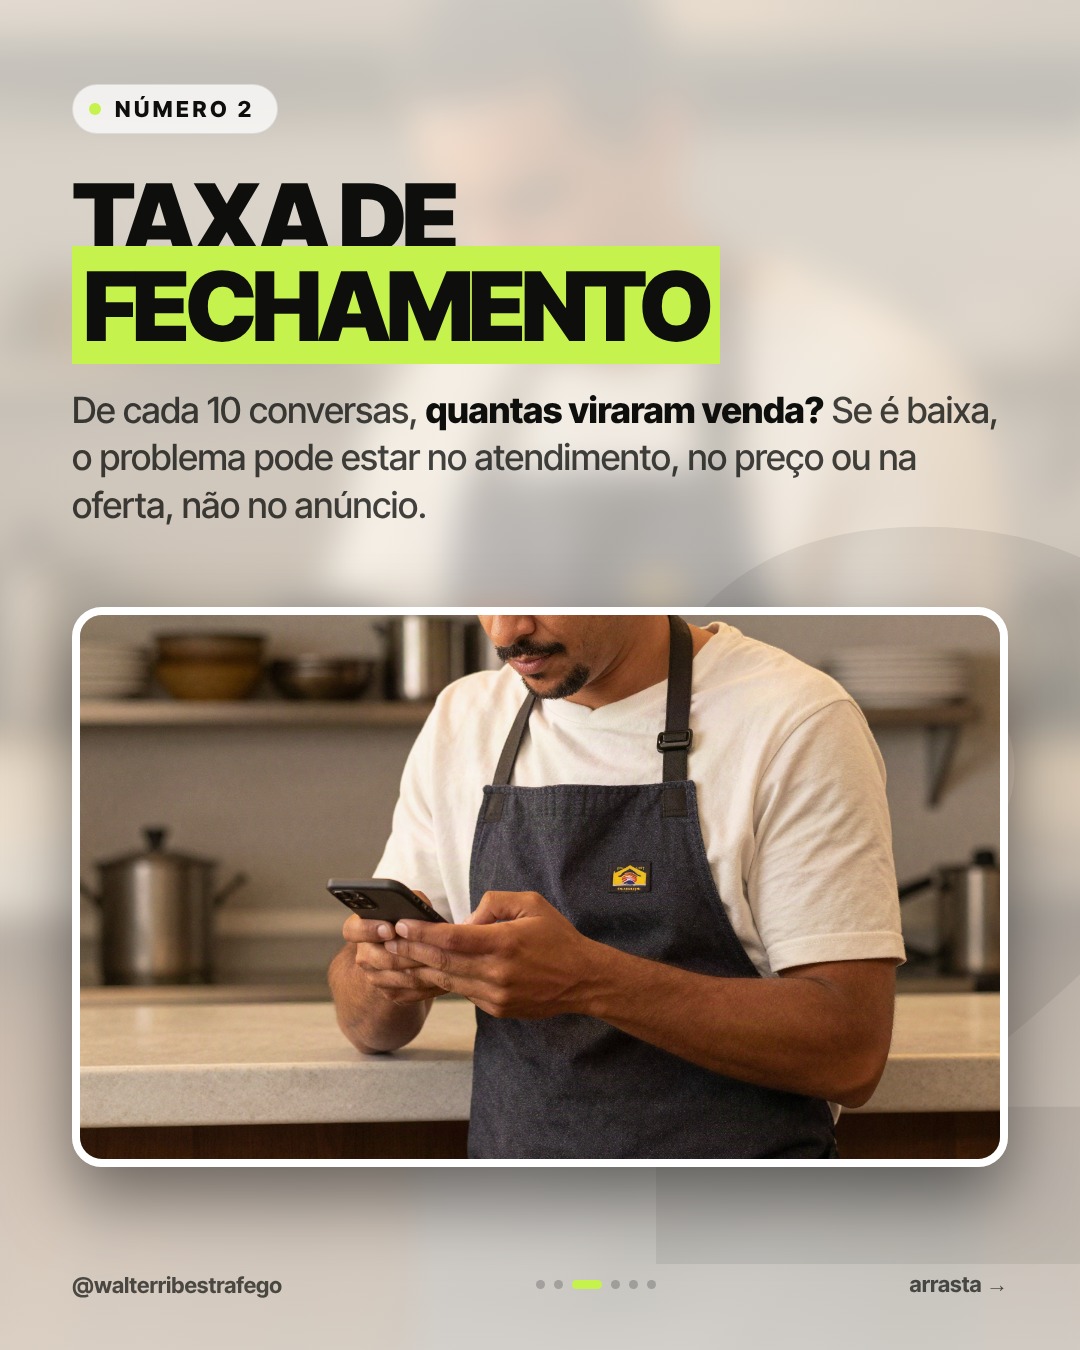 NÚMERO 2
TAXA DE
FECHAMENTO
De cada 10 conversas, quantas viraram venda? Se é baixa,
o problema pode estar no atendimento, no preço ou na
oferta, não no anúncio.
@walterribestrafego
arrasta →